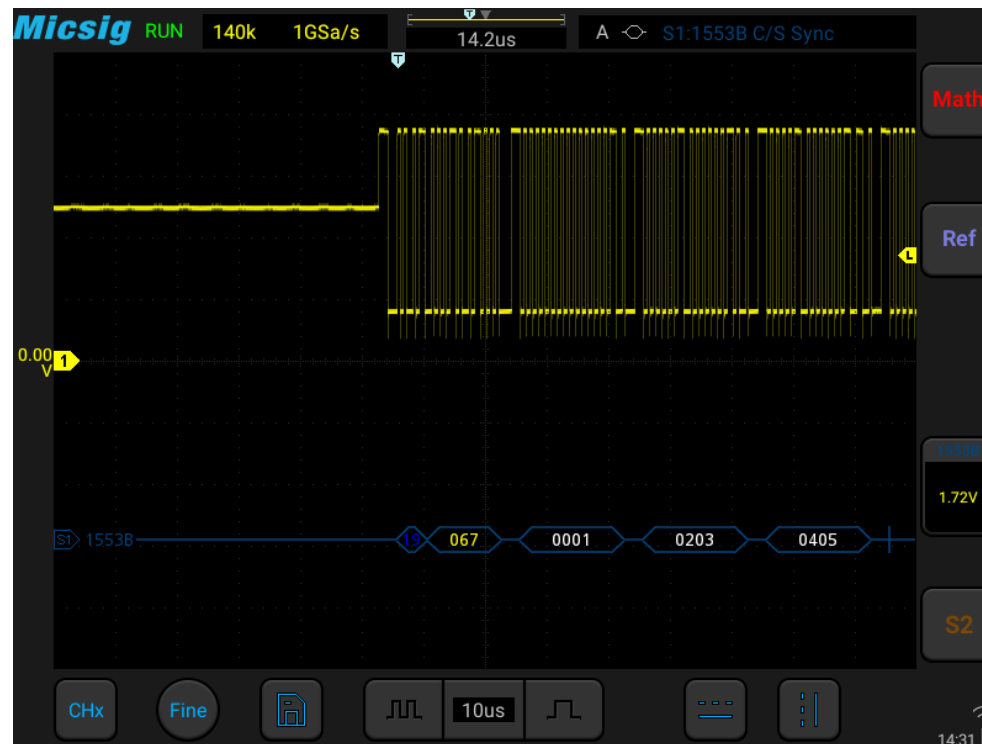 Micsig RUN 140k 1GSa/s T 14.2us A S1:1553B C/S Sync
T
Math
Ref
L
0.00 V 1
1553B
1.72V
S1 1553B 19 067 0001 0203 0405
S2
CHx Fine 10us
14:31